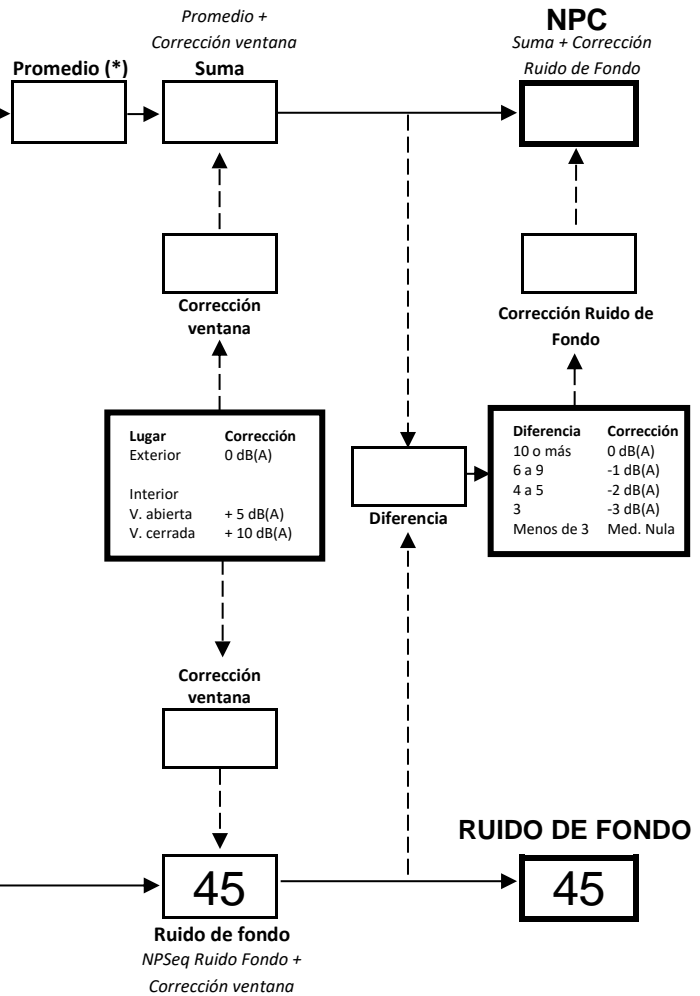 Promedio +
Corrección ventana
NPC
Suma + Corrección
Ruido de Fondo
Promedio (*)
Suma
Corrección
ventana
Corrección Ruido de
Fondo
Lugar Corrección
Exterior 0 dB(A)
Interior
V. abierta + 5 dB(A)
V. cerrada + 10 dB(A)
Diferencia
Diferencia Corrección
10 o más 0 dB(A)
6 a 9 -1 dB(A)
4 a 5 -2 dB(A)
3 -3 dB(A)
Menos de 3 Med. Nula
Corrección
ventana
RUIDO DE FONDO
45
45
Ruido de fondo
NPSeq Ruido Fondo +
Corrección ventana